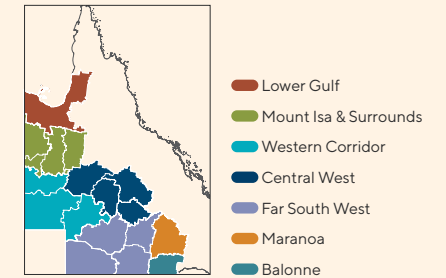 Lower Gulf
Mount Isa & Surrounds
Western Corridor
Central West
Far South West
Maranoa
Balonne